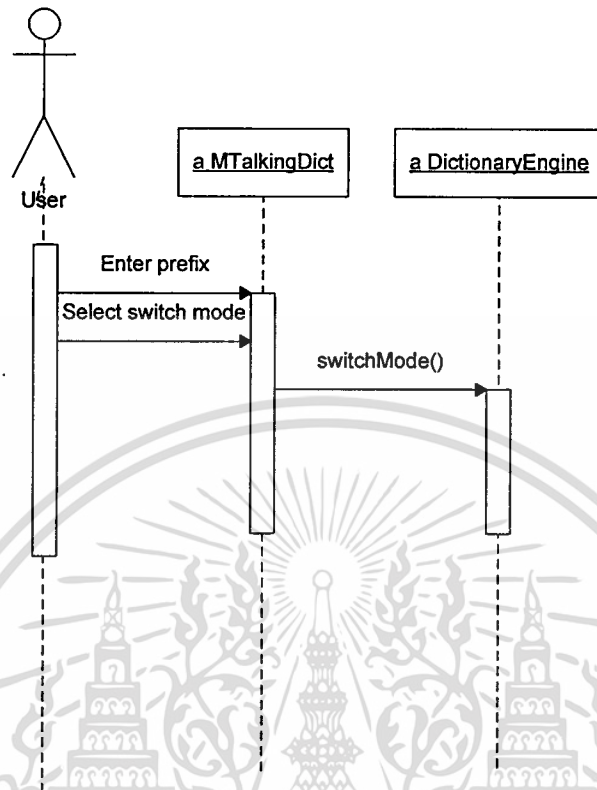 a MTalkingDict
a DictionaryEngine
User
Enter prefix
Select switch mode
switchMode()